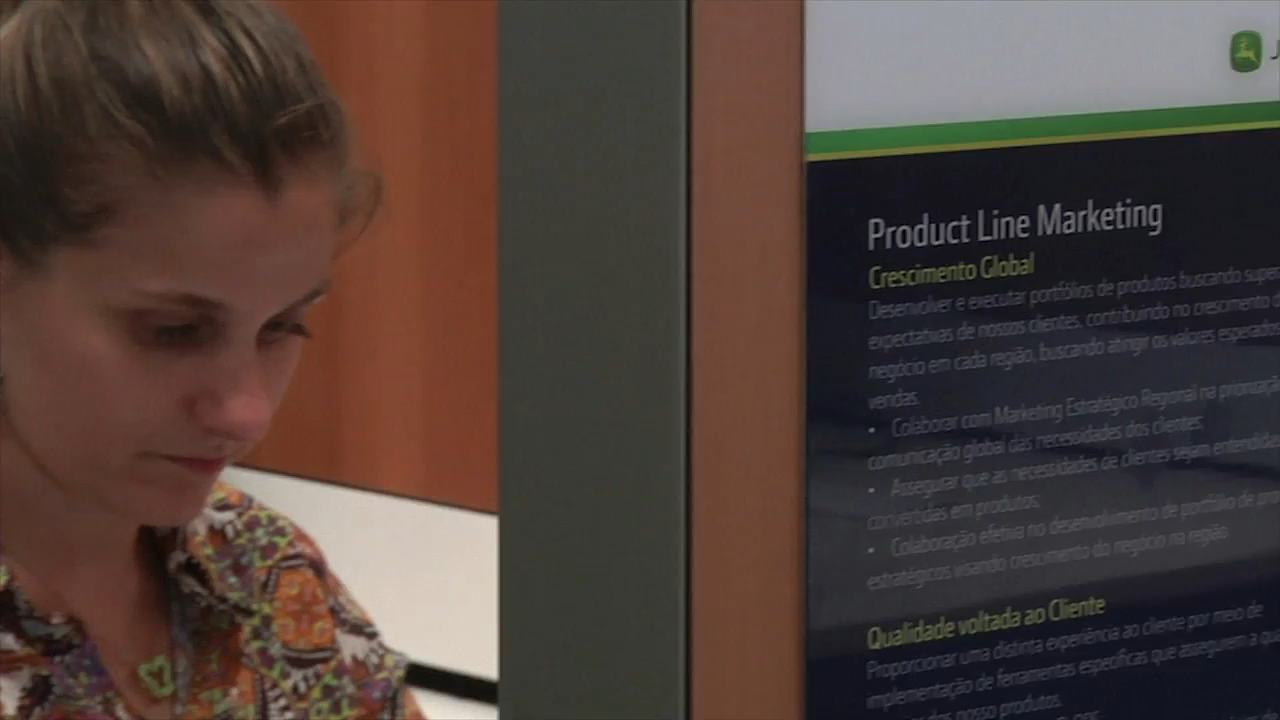 Product Line Marketing
Crescimento Global
Desenvolver e executar portfólios de produtos buscando
expectativas de nossos clientes, contribuindo no crescimento
negócio em cada região, buscando atingir os valores esperados
vendas.
• Colaborar com Marketing Estratégico Regional na
comunicação global das necessidades dos clientes;
• Assegurar que as necessidades de clientes sejam
convertidas em produtos;
• Colaboração efetiva no desenvolvimento de portfólio de
estratégicos visando crescimento do negócio na região.
Qualidade voltada ao Cliente
Proporcionar uma distinta experiência ao cliente por meio de
implementação de ferramentas específicas que assegurem a
nosso produtos.